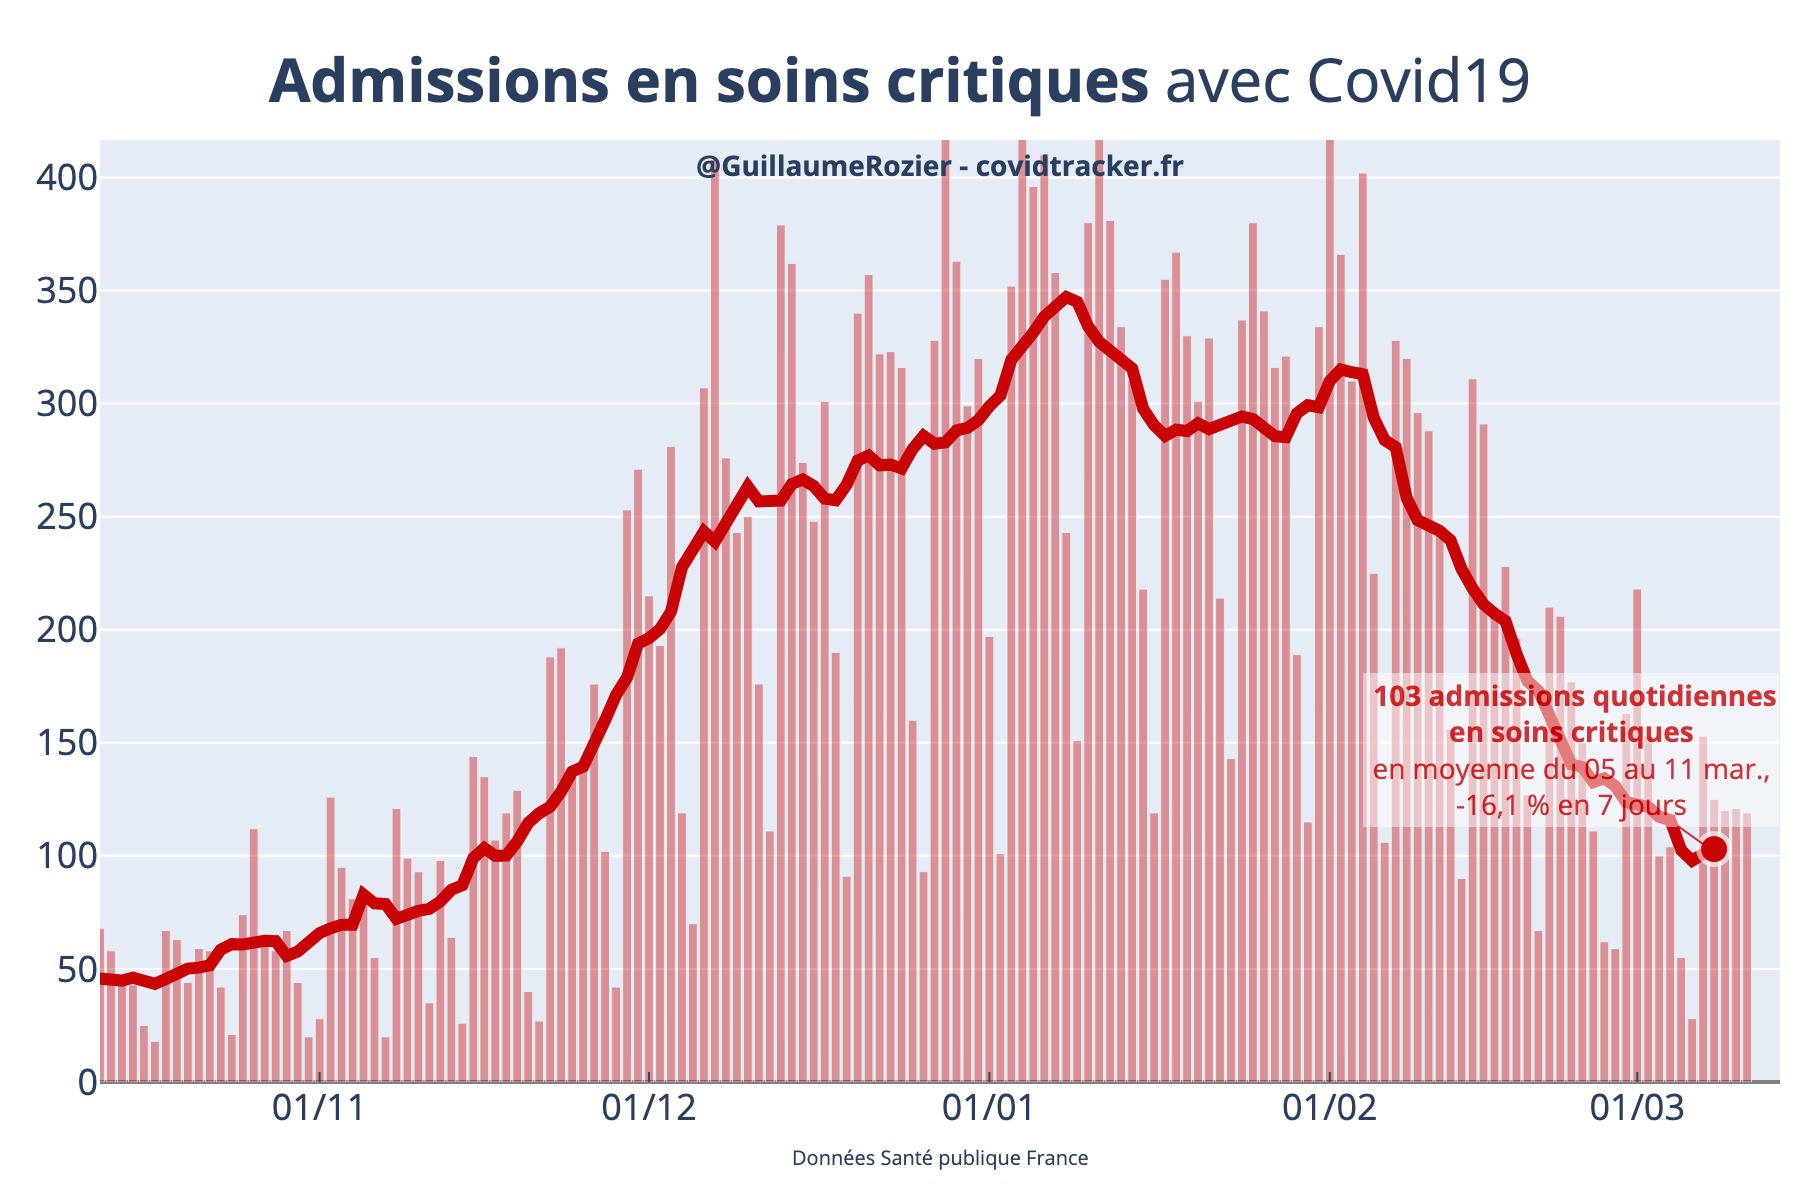 Admissions en soins critiques avec Covid19
@GuillaumeRozier - covidtracker.fr
400
350
300
250
200
150
100
50
0
103 admissions quotidiennes
en soins critiques
en moyenne du 05 au 11 mar.,
-16,1 % en 7 jours
01/11
01/12
01/01
01/02
01/03
Données Santé publique France